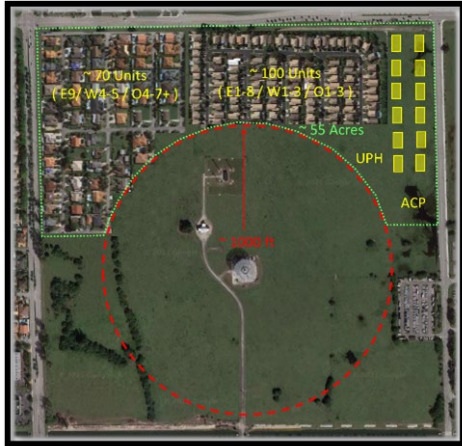 ~ 70 Units
( E9/ W4-5 / O4-7+ )
~ 100 Units
( E1-8 / W1-3 / O1-3 )
~ 55 Acres
UPH
ACP
~ 1000 ft